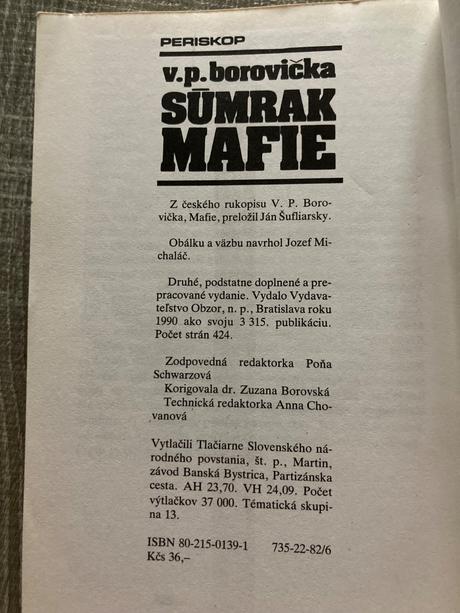 PERISKOP
v.p.borovička
SÚMRAK
MAFIE
Z českého rukopisu V. P. Boro-
vička, Mafie, preložil Ján Šufliarsky.
Obálku a väzbu navrhol Jozef Mi-
chaláč.
Druhé, podstatne doplnené a pre-
pracované vydanie. Vydalo Vydava-
teľstvo Obzor, n. p., Bratislava roku
1990 ako svoju 3 315. publikáciu.
Počet strán 424.
Zodpovedná redaktorka Poňa
Schwarzová
Korigovala dr. Zuzana Borovská
Technická redaktorka Anna Cho-
vanová
Vytlačili Tlačiarne Slovenského ná-
rodného povstania, št. p., Martin,
závod Banská Bystrica, Partizánska
cesta. AH 23,70. VH 24,09. Počet
výtlačkov 37 000. Tématická skupi-
na 13.
ISBN 80-215-0139-1 735-22-82/6
Kčs 36,–